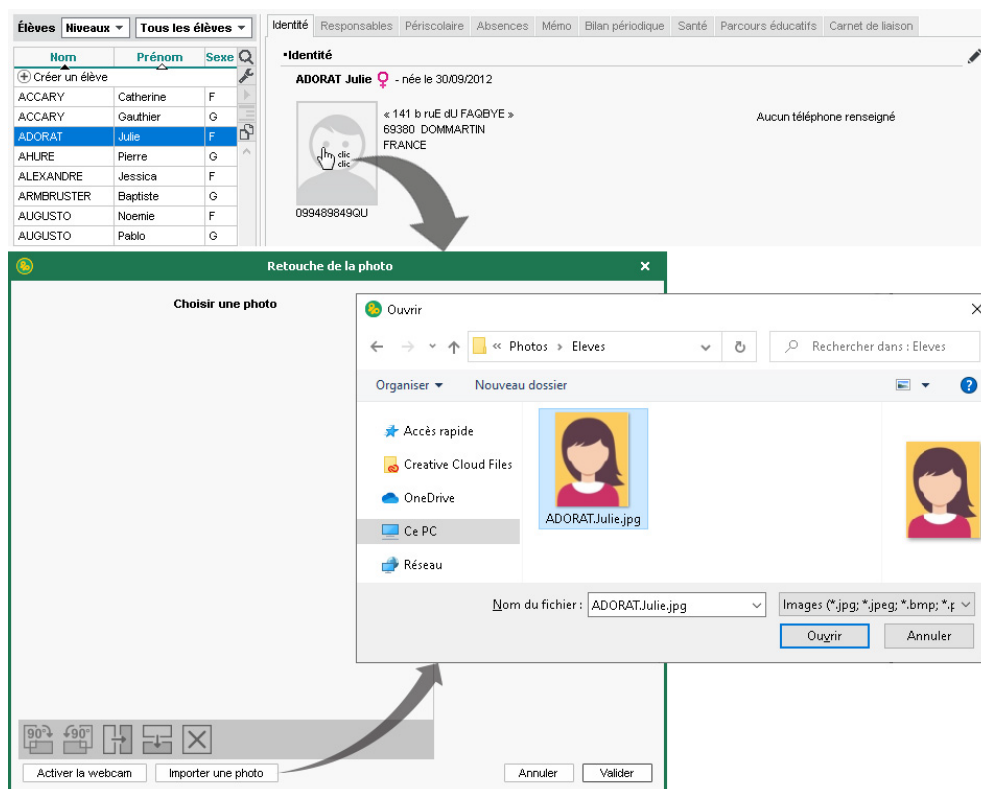 Élèves Niveaux Tous les élèves
Nom Prénom Sexe
Créer un élève
ACCARY Catherine F
ACCARY Gauthier G
ADORAT Julie F
AHURE Pierre G
ALEXANDRE Jessica F
ARMBRUSTER Baptiste G
AUGUSTO Noemie F
AUGUSTO Pablo G
Identité Responsables Périscolaire Absences Mémo Bilan périodique Santé Parcours éducatifs Carnet de liaison
•Identité
ADORAT Julie - née le 30/09/2012
« 141 b ruE dU FAQBYE »
69380 DOMMARTIN
FRANCE
Aucun téléphone renseigné
clic
clic
099489849QU
Retouche de la photo
Choisir une photo
Ouvrir
« Photos > Eleves
Rechercher dans : Eleves
Organiser Nouveau dossier
Accès rapide
Creative Cloud Files
OneDrive
Ce PC
Réseau
ADORAT.Julie.jpg
Nom du fichier : ADORAT.Julie.jpg
Images (*.jpg; *.jpeg; *.bmp; *.p
Ouvrir Annuler
90° 90°
Activer la webcam Importer une photo Annuler Valider